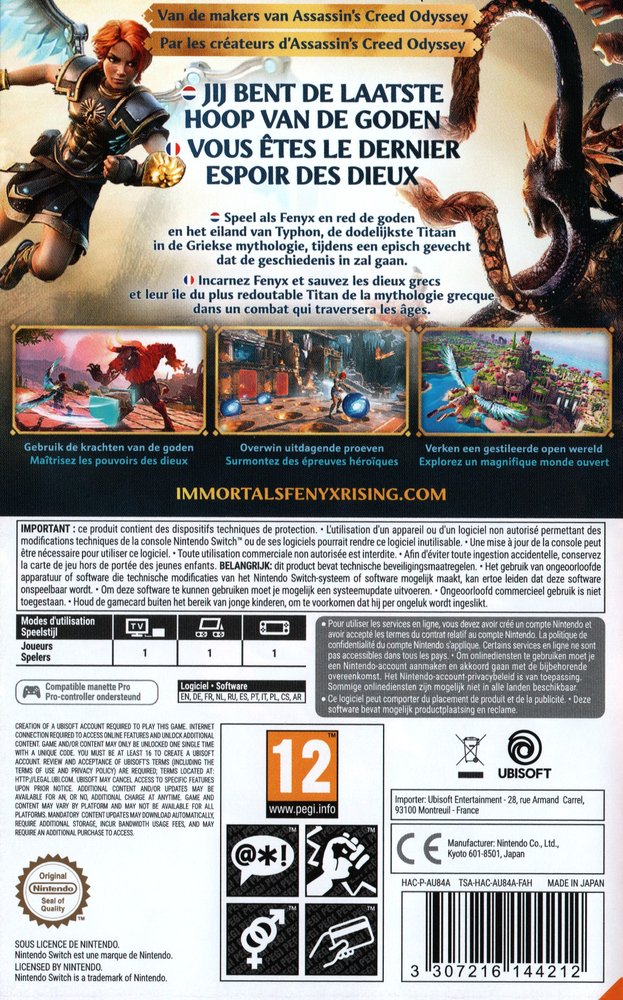 Van de makers van Assassin's Creed Odyssey
Par les créateurs d'Assassin's Creed Odyssey
JIJ BENT DE LAATSTE
HOOP VAN DE GODEN
VOUS ÊTES LE DERNIER
ESPOIR DES DIEUX
Speel als Fenyx en red de goden
en het eiland van Typhon, de dodelijkste Titaan
in de Griekse mythologie, tijdens een episch gevecht
dat de geschiedenis in zal gaan.
Incarnez Fenyx et sauvez les dieux grecs
et leur île du plus redoutable Titan de la mythologie grecque
dans un combat qui traversera les âges.
Gebruik de krachten van de goden
Maîtrisez les pouvoirs des dieux
Overwin uitdagende proeven
Surmontez des épreuves héroïques
Verken een gestileerde open wereld
Explorez un magnifique monde ouvert
IMMORTALSFENYXRISING.COM
IMPORTANT : ce produit contient des dispositifs techniques de protection. • L'utilisation d'un appareil ou d'un logiciel non autorisé permettant des
modifications techniques de la console Nintendo Switch™ ou de ses logiciels pourrait rendre ce logiciel inutilisable. • Une mise à jour de la console peut
être nécessaire pour utiliser ce logiciel. • Toute utilisation commerciale non autorisée est interdite. • Afin d'éviter toute ingestion accidentelle, conservez
la carte de jeu hors de portée des jeunes enfants. BELANGRIJK: dit product bevat technische beveiligingsmaatregelen. • Het gebruik van ongeoorloofde
apparatuur of software die technische modificaties van het Nintendo Switch-systeem of software mogelijk maakt, kan ertoe leiden dat deze software
onspeelbaar wordt. • Om deze software te kunnen gebruiken moet je mogelijk een systeemupdate uitvoeren. • Ongeoorloofd commercieel gebruik is niet
toegestaan. • Houd de gamecard buiten het bereik van jonge kinderen, om te voorkomen dat hij per ongeluk wordt ingeslikt.
Modes d'utilisation
Speelstijl
TV
Joueurs
Spelers
1 1 1
Compatible manette Pro
Pro-controller ondersteund
Logiciel • Software
EN, DE, FR, NL, RU, ES, PT, IT, PL, CS, AR
• Pour utiliser les services en ligne, vous devez avoir créé un compte Nintendo et
avoir accepté les termes du contrat relatif au compte Nintendo. La politique de
confidentialité du compte Nintendo s'applique. Certains services en ligne ne sont
pas accessibles dans tous les pays. • Om onlinediensten te gebruiken moet je
een Nintendo-account aanmaken en akkoord gaan met de bijbehorende
overeenkomst. Het Nintendo-account-privacybeleid is van toepassing.
Sommige onlinediensten zijn mogelijk niet in alle landen beschikbaar.
• Ce logiciel peut comporter du placement de produit et de la publicité. • Deze
software bevat mogelijk productplaatsing en reclame.
CREATION OF A UBISOFT ACCOUNT REQUIRED TO PLAY THIS GAME. INTERNET
CONNECTION REQUIRED TO ACCESS ONLINE FEATURES AND UNLOCK ADDITIONAL
CONTENT. GAME AND/OR CONTENT MAY ONLY BE UNLOCKED ONE SINGLE TIME
WITH A UNIQUE CODE. YOU MUST BE AT LEAST 16 TO CREATE A UBISOFT
ACCOUNT. REVIEW AND ACCEPTANCE OF UBISOFT'S TERMS (INCLUDING THE
TERMS OF USE AND PRIVACY POLICY) ARE REQUIRED; TERMS LOCATED AT:
HTTP://LEGAL.UBI.COM. UBISOFT MAY CANCEL ACCESS TO SPECIFIC FEATURES
UPON PRIOR NOTICE. ADDITIONAL CONTENT AND/OR UPDATES MAY BE
AVAILABLE FOR AN, OR NO, ADDITIONAL CHARGE AT ANYTIME. GAME AND
CONTENT MAY VARY BY PLATFORM AND MAY NOT BE AVAILABLE FOR ALL
PLATFORMS. MANDATORY CONTENT UPDATES MAY DOWNLOAD AUTOMATICALLY,
REQUIRE ADDITIONAL STORAGE, INCUR BANDWIDTH USAGE FEES, AND MAY
REQUIRE AN ADDITIONAL PURCHASE TO ACCESS.
12
www.pegi.info
@*!
UBISOFT
Importer: Ubisoft Entertainment - 28, rue Armand Carrel,
93100 Montreuil - France
CE
Manufacturer: Nintendo Co., Ltd.,
Kyoto 601-8501, Japan
HAC-P-AU84A TSA-HAC-AU84A-FAH MADE IN JAPAN
3 307216 144212
Original
Nintendo
Seal of
Quality
SOUS LICENCE DE NINTENDO.
Nintendo Switch est une marque de Nintendo.
LICENSED BY NINTENDO.
Nintendo Switch is a trademark of Nintendo.